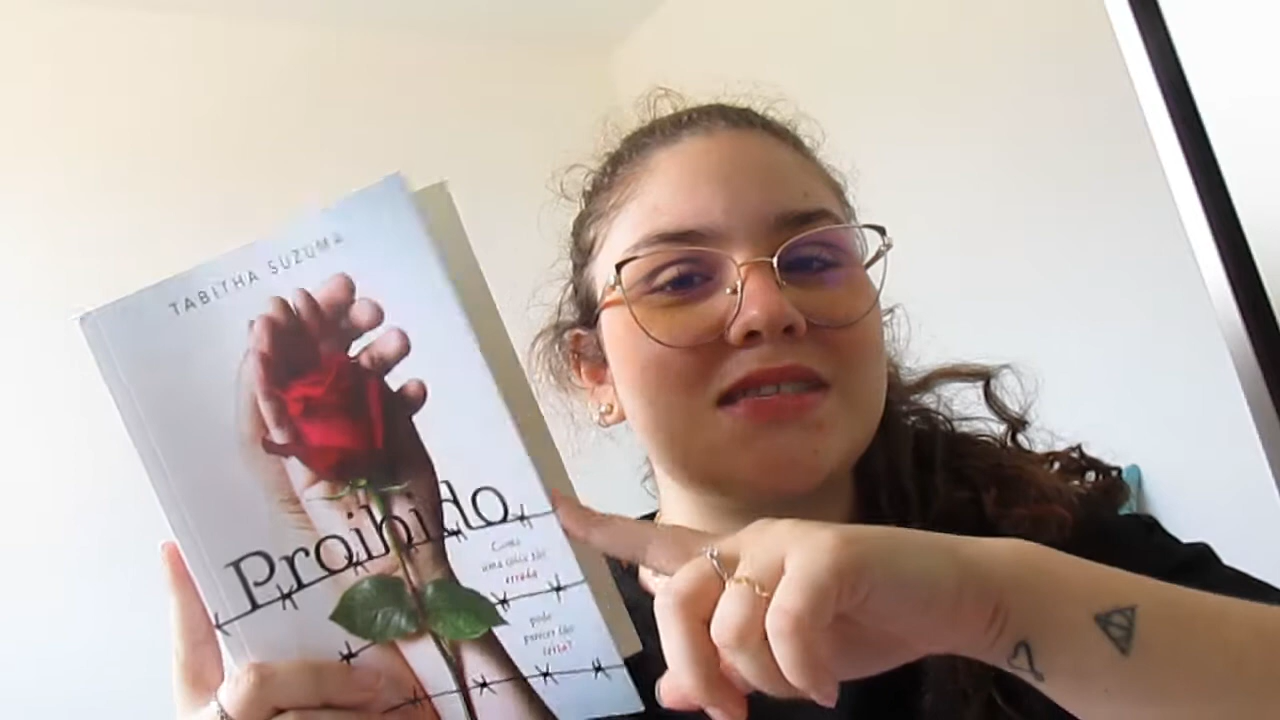 TABITHA SUZUMA
Proibido
Como
uma coisa tão
errada
pode
parecer tão
certa?